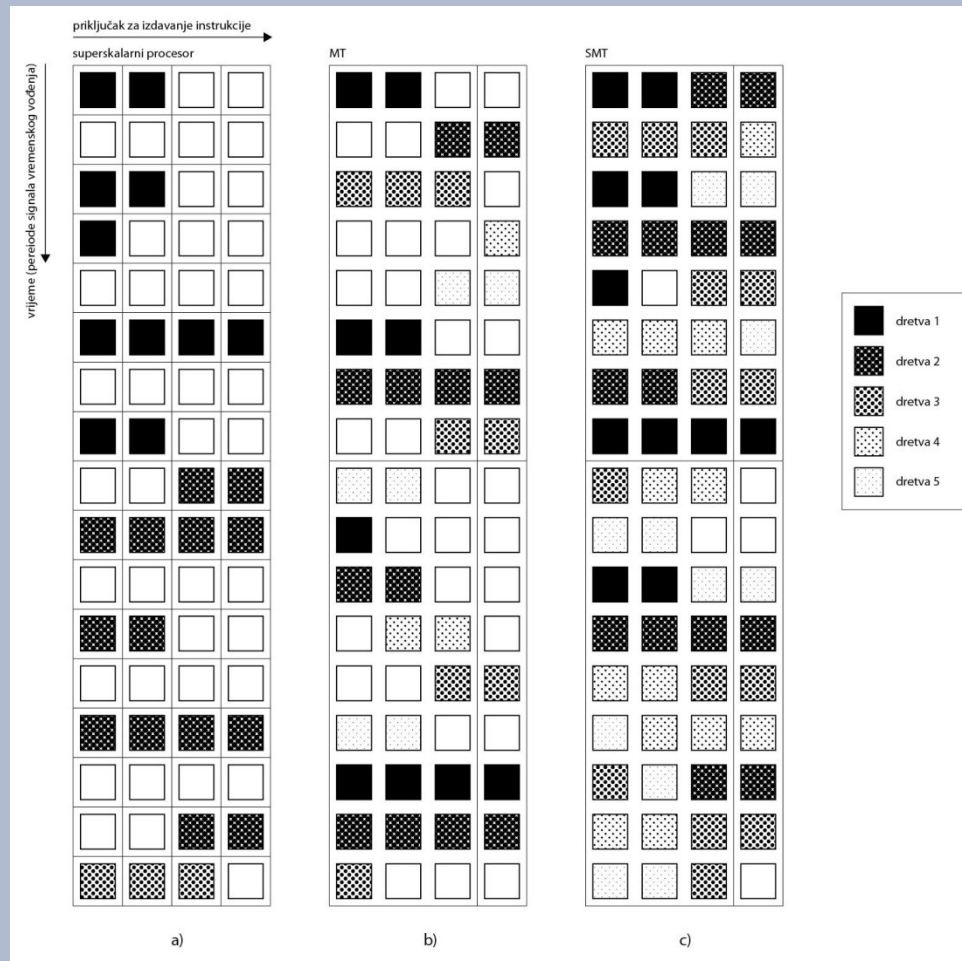 priključak za izdavanje instrukcije
superskalarni procesor
MT
SMT
vrijeme (pereiode signala vremenskog vođenja)
dretva 1
dretva 2
dretva 3
dretva 4
dretva 5
a)
b)
c)